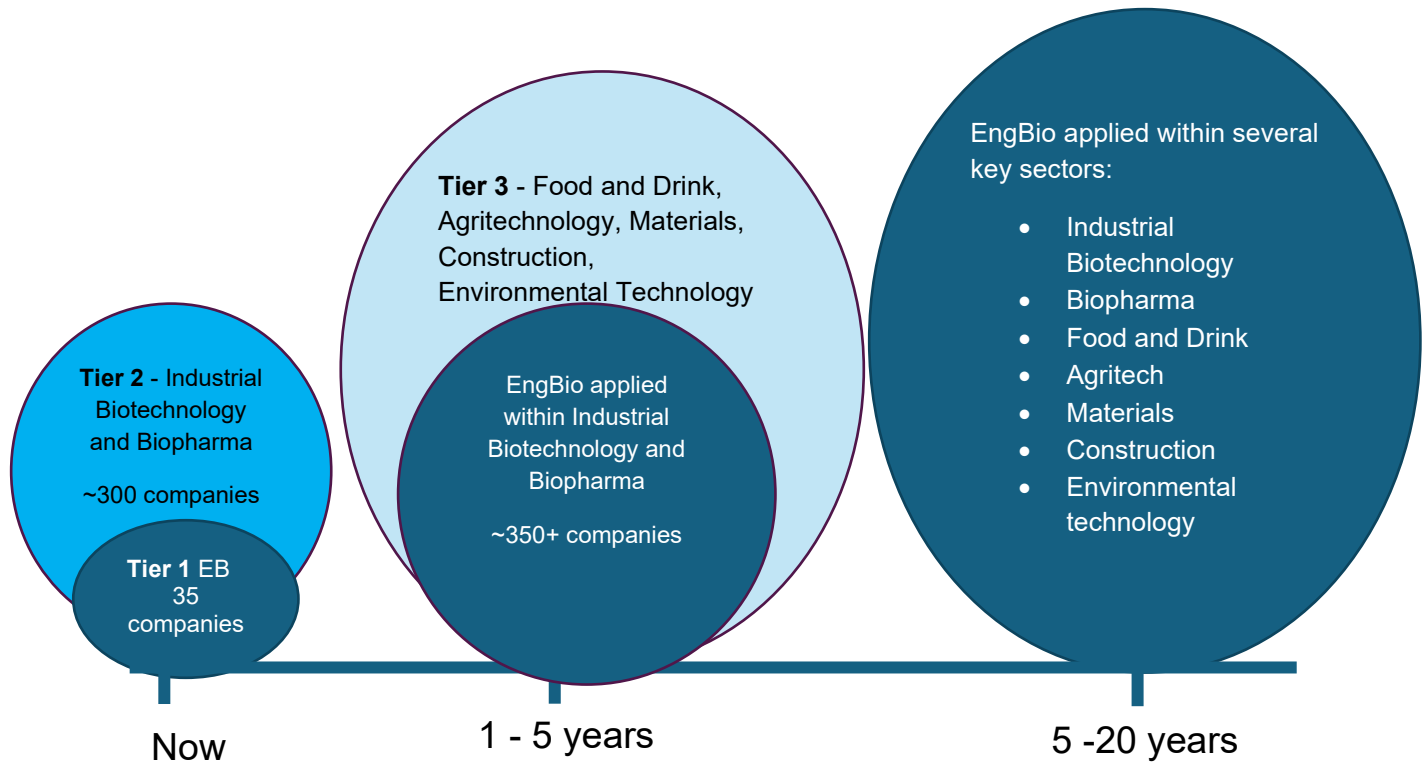 Tier 2 - Industrial
Biotechnology
and Biopharma
~300 companies
Tier 1 EB
35
companies
Now
Tier 3 - Food and Drink,
Agritechnology, Materials,
Construction,
Environmental Technology
EngBio applied
within Industrial
Biotechnology and
Biopharma
~350+ companies
1 - 5 years
EngBio applied within several
key sectors:
• Industrial
Biotechnology
• Biopharma
• Food and Drink
• Agritech
• Materials
• Construction
• Environmental
technology
5 -20 years